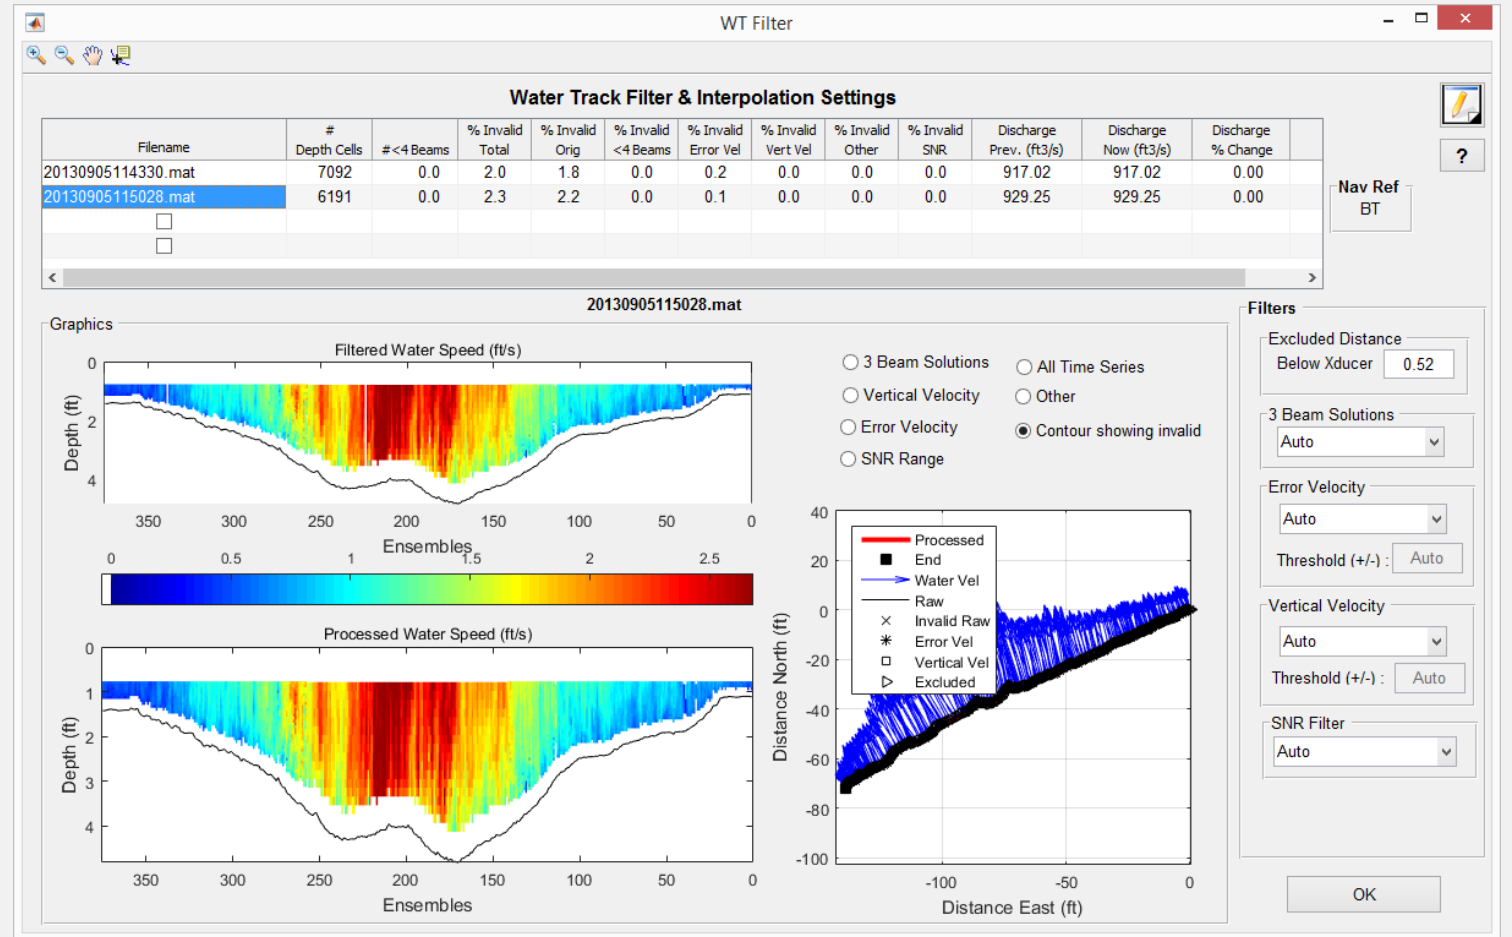 WT Filter
Water Track Filter & Interpolation Settings
Filename # Depth Cells #<4 Beams % Invalid Total % Invalid Orig % Invalid <4 Beams % Invalid Error Vel % Invalid Vert Vel % Invalid Other % Invalid SNR Discharge Prev. (ft3/s) Discharge Now (ft3/s) Discharge % Change
20130905114330.mat 7092 0.0 2.0 1.8 0.0 0.2 0.0 0.0 0.0 917.02 917.02 0.00
20130905115028.mat 6191 0.0 2.3 2.2 0.0 0.1 0.0 0.0 0.0 929.25 929.25 0.00
?
Nav Ref
BT
20130905115028.mat
Graphics
Filtered Water Speed (ft/s)
0
2
4
Depth (ft)
350 300 250 200 150 100 50 0
Ensembles
0 0.5 1 1.5 2 2.5
Processed Water Speed (ft/s)
0
1
2
3
4
Depth (ft)
350 300 250 200 150 100 50 0
Ensembles
3 Beam Solutions
Vertical Velocity
Error Velocity
SNR Range
All Time Series
Other
Contour showing invalid
40
20
0
-20
-40
-60
-80
-100
Distance North (ft)
Processed
End
Water Vel
Raw
Invalid Raw
Error Vel
Vertical Vel
Excluded
-100 -50 0
Distance East (ft)
Filters
Excluded Distance
Below Xducer 0.52
3 Beam Solutions
Auto
Error Velocity
Auto
Threshold (+/-) : Auto
Vertical Velocity
Auto
Threshold (+/-) : Auto
SNR Filter
Auto
OK